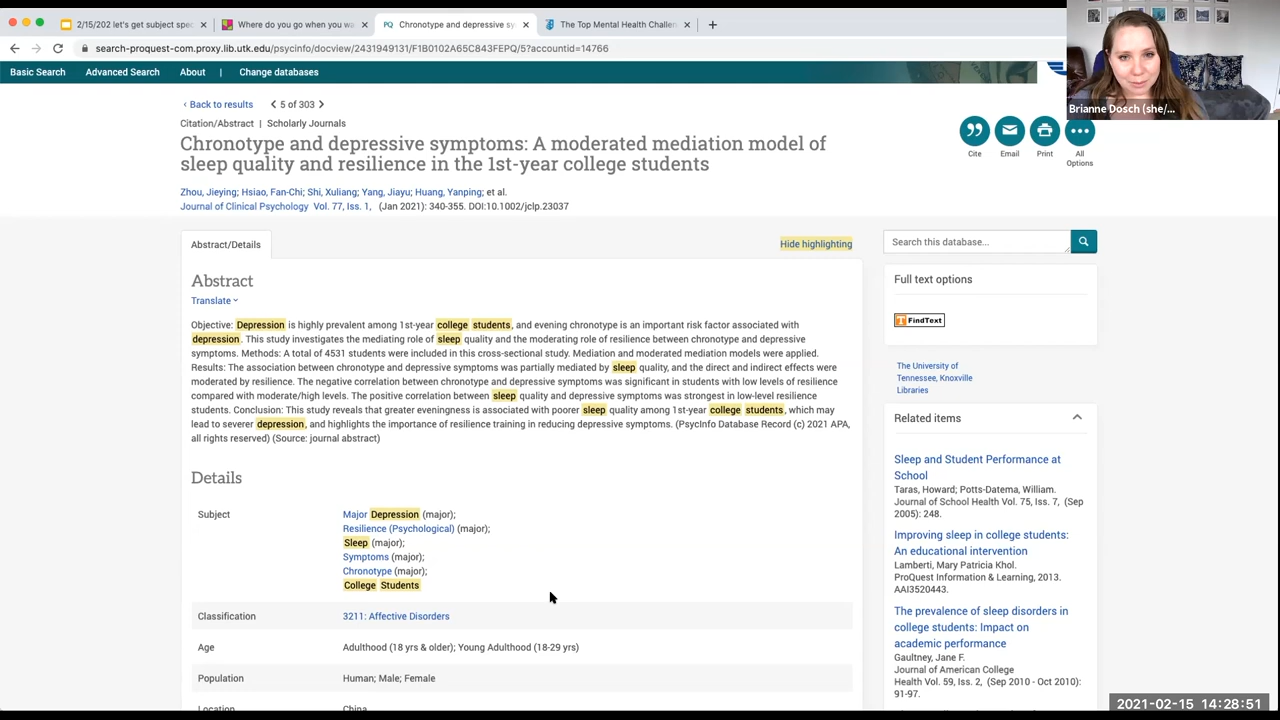 2/15/202 let's get subject spec
Where do you go when you wa
Chronotype and depressive sy
The Top Mental Health Challen
search-proquest-com.proxy.lib.utk.edu/psycinfo/docview/2431949131/F1B0102A65C843FEPQ/5?accountid=14766
Basic Search
Advanced Search
About
|
Change databases
Brianne Dosch (she/...
‹ Back to results
5 of 303
Citation/Abstract | Scholarly Journals
Chronotype and depressive symptoms: A moderated mediation model of
sleep quality and resilience in the 1st-year college students
Cite
Email
Print
All
Options
Zhou, Jieying; Hsiao, Fan-Chi; Shi, Xuliang; Yang, Jiayu; Huang, Yanping; et al.
Journal of Clinical Psychology Vol. 77, Iss. 1, (Jan 2021): 340-355. DOI:10.1002/jclp.23037
Abstract/Details
Hide highlighting
Abstract
Translate
Objective: Depression is highly prevalent among 1st-year college students, and evening chronotype is an important risk factor associated with
depression. This study investigates the mediating role of sleep quality and the moderating role of resilience between chronotype and depressive
symptoms. Methods: A total of 4531 students were included in this cross-sectional study. Mediation and moderated mediation models were applied.
Results: The association between chronotype and depressive symptoms was partially mediated by sleep quality, and the direct and indirect effects were
moderated by resilience. The negative correlation between chronotype and depressive symptoms was significant in students with low levels of resilience
compared with moderate/high levels. The positive correlation between sleep quality and depressive symptoms was strongest in low-level resilience
students. Conclusion: This study reveals that greater eveningness is associated with poorer sleep quality among 1st-year college students, which may
lead to severer depression, and highlights the importance of resilience training in reducing depressive symptoms. (PsycInfo Database Record (c) 2021 APA,
all rights reserved) (Source: journal abstract)
Details
Subject
Major Depression (major);
Resilience (Psychological) (major);
Sleep (major);
Symptoms (major);
Chronotype (major);
College Students
Classification
3211: Affective Disorders
Age
Adulthood (18 yrs & older); Young Adulthood (18-29 yrs)
Population
Human; Male; Female
Location
China
Search this database...
Full text options
FindText
The University of
Tennessee, Knoxville
Libraries
Related items
Sleep and Student Performance at
School
Taras, Howard; Potts-Datema, William.
Journal of School Health Vol. 75, Iss. 7, (Sep
2005): 248.
Improving sleep in college students:
An educational intervention
Lamberti, Mary Patricia Khol.
ProQuest Information & Learning, 2013.
AAI3520443.
The prevalence of sleep disorders in
college students: Impact on
academic performance
Gaultney, Jane F.
Journal of American College
Health Vol. 59, Iss. 2, (Sep 2010 - Oct 2010):
91-97.
2021-02-15 14:28:51